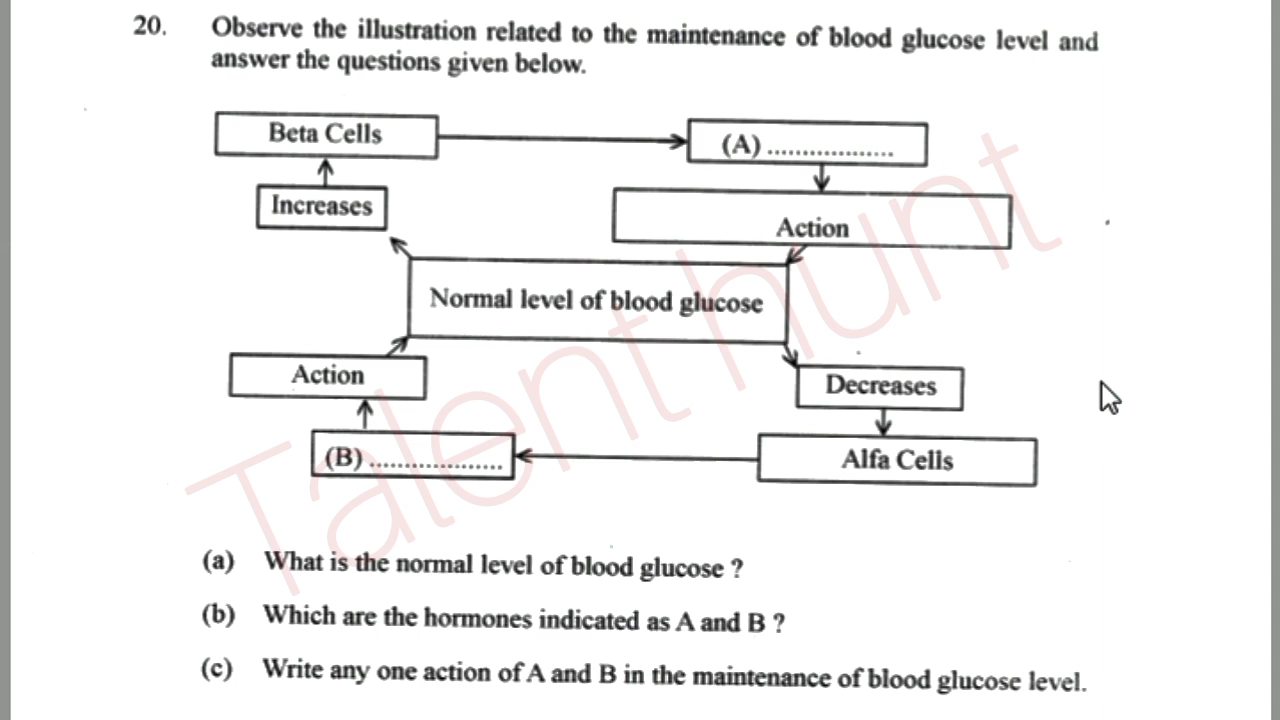 20. Observe the illustration related to the maintenance of blood glucose level and
answer the questions given below.
Beta Cells
(A) ..................
Increases
Action
Normal level of blood glucose
Action
Decreases
(B) ...................
Alfa Cells
Talent hunt
(a) What is the normal level of blood glucose ?
(b) Which are the hormones indicated as A and B ?
(c) Write any one action of A and B in the maintenance of blood glucose level.